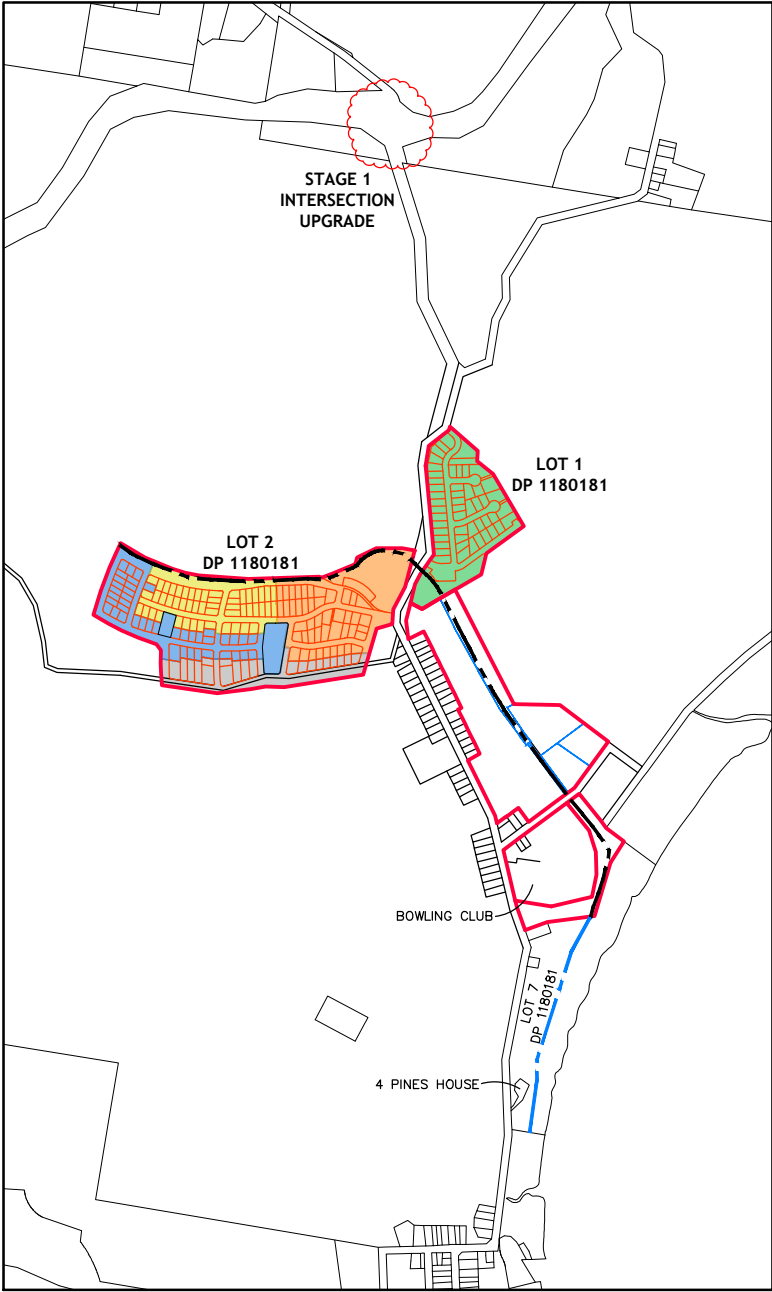 STAGE 1
INTERSECTION
UPGRADE
LOT 1
DP 1180181
LOT 2
DP 1180181
BOWLING CLUB
LOT 7
DP 1180181
4 PINES HOUSE